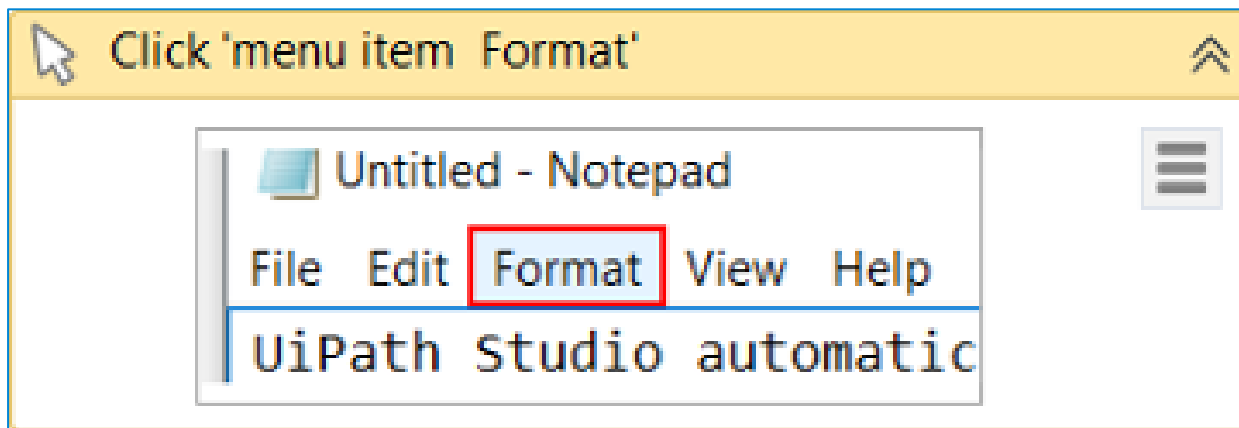 Click 'menu item  Format'
Untitled - Notepad
File Edit Format View Help
UiPath Studio automatic